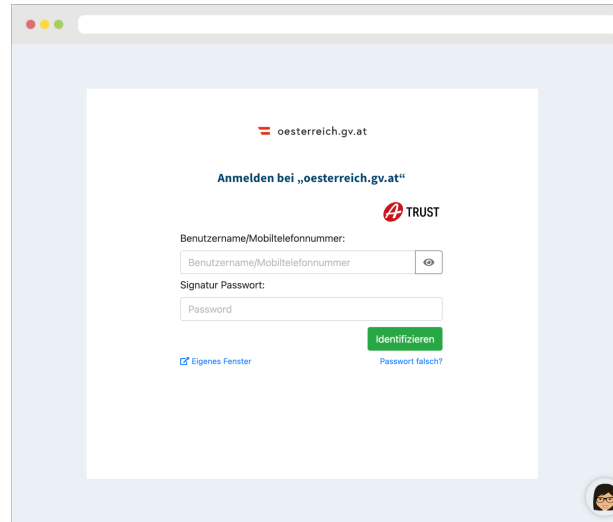 oesterreich.gv.at
Anmelden bei „oesterreich.gv.at“
A TRUST
Benutzername/Mobiltelefonnummer:
Benutzername/Mobiltelefonnummer
Signatur Passwort:
Password
Identifizieren
Eigenes Fenster Passwort falsch?